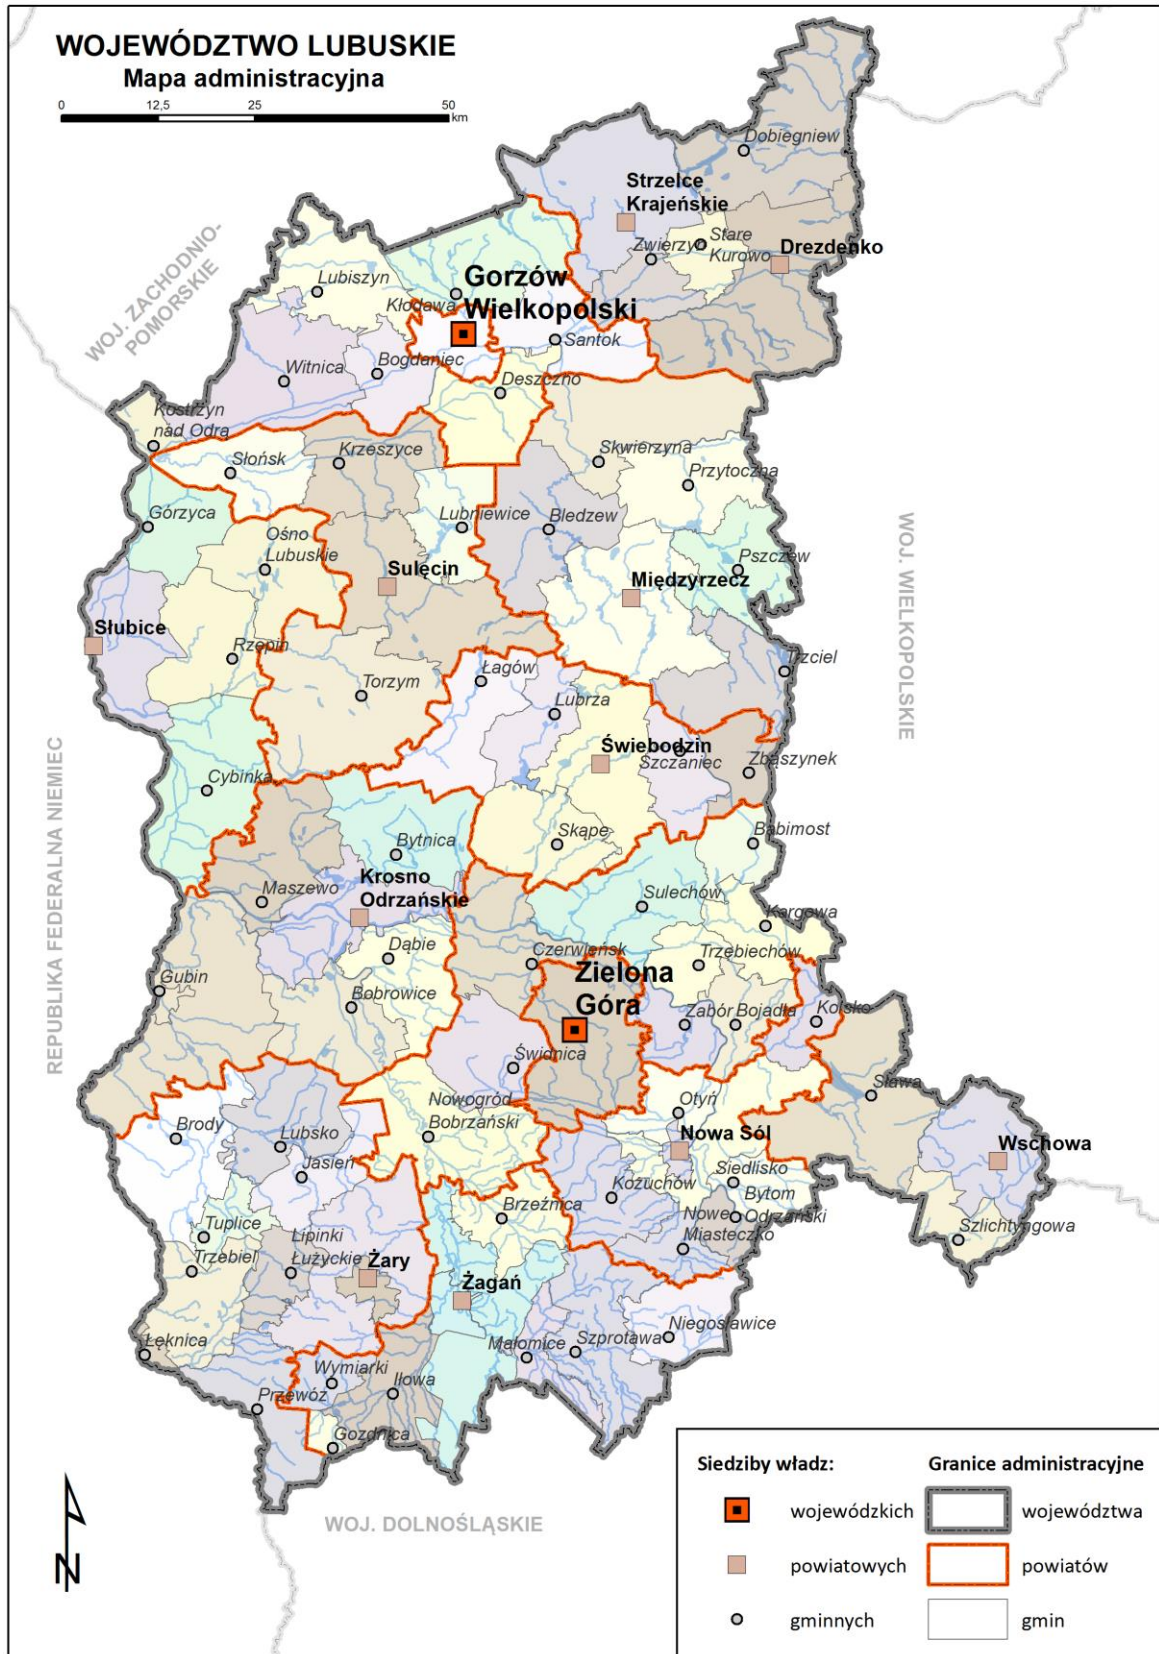 WOJEWÓDZTWO LUBUSKIE
Mapa administracyjna
0 12,5 25 50
km
WOJ. ZACHODNIO-
POMORSKIE
Dobiegniew
Strzelce
Krajeńskie
Zwierzyn
Stare
Kurowo
Drezdenko
Lubiszyn
Kłodawa
Gorzów
Wielkopolski
Santok
Witnica
Bogdaniec
Deszczno
Kostrzyn
nad Odrą
Słońsk
Krzeszyce
Skwierzyna
Przytoczna
Górzyca
Lubniewice
Bledzew
Ośno
Lubuskie
Sulęcin
Międzyrzecz
Pszczew
WOJ. WIELKOPOLSKIE
Słubice
Rzepin
Torzym
Łagów
Lubrza
Trzciel
Świebodzin
Szczaniec
Zbąszynek
REPUBLIKA FEDERALNA NIEMIEC
Cybinka
Bytnica
Skąpe
Babimost
Krosno
Odrzańskie
Maszewo
Sulechów
Kargowa
Dąbie
Czerwieńsk
Trzebiechów
Gubin
Bobrowice
Zielona
Góra
Zabór
Bojadła
Kolsko
Świdnica
Nowogród
Bobrzański
Otyń
Sława
Brody
Lubsko
Nowa Sól
Wschowa
Jasień
Kożuchów
Siedlisko
Bytom
Odrzański
Nowe
Miasteczko
Brzeźnica
Szlichtyngowa
Tuplice
Trzebiel
Lipinki
Łużyckie
Żary
Żagań
Niegosławice
Łęknica
Małomice
Szprotawa
Wymiarki
Iłowa
Przewóz
Gozdnica
WOJ. DOLNOŚLĄSKIE
N
Siedziby władz:
Granice administracyjne
wojewódzkich
województwa
powiatowych
powiatów
gminnych
gmin